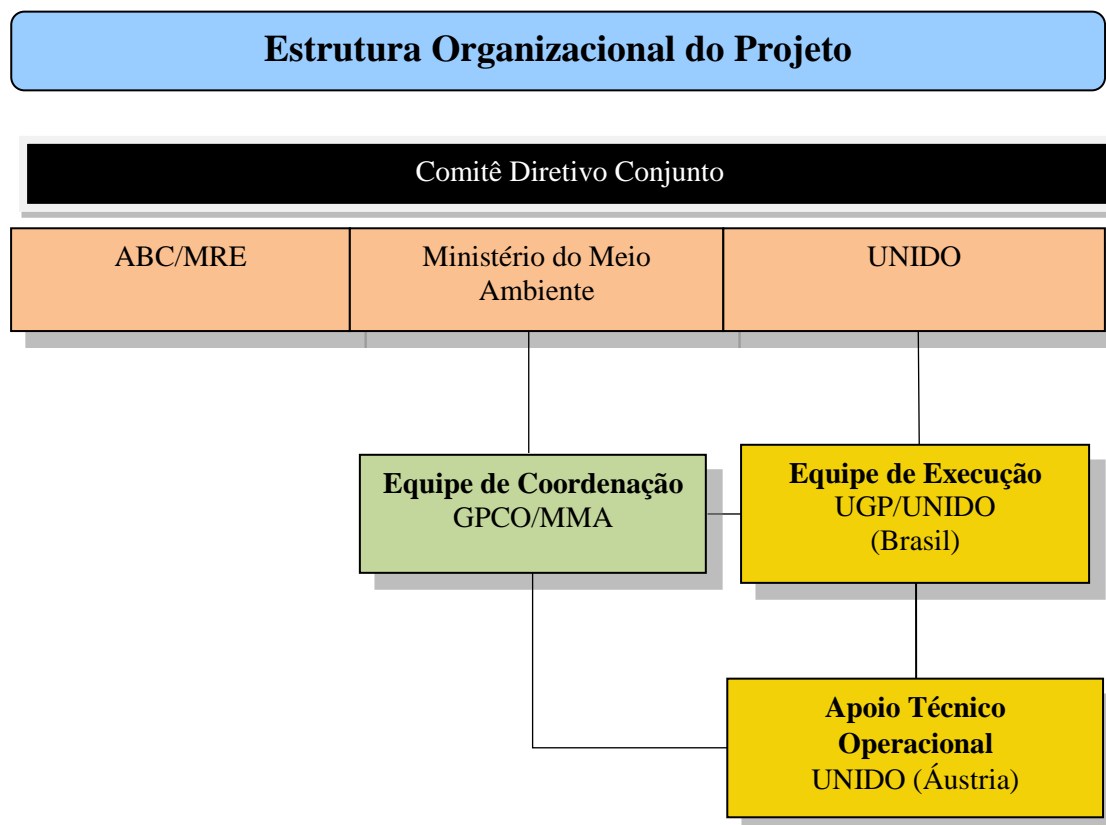 Estrutura Organizacional do Projeto
Comitê Diretivo Conjunto
ABC/MRE
Ministério do Meio
Ambiente
UNIDO
Equipe de Coordenação
GPCO/MMA
Equipe de Execução
UGP/UNIDO
(Brasil)
Apoio Técnico
Operacional
UNIDO (Áustria)